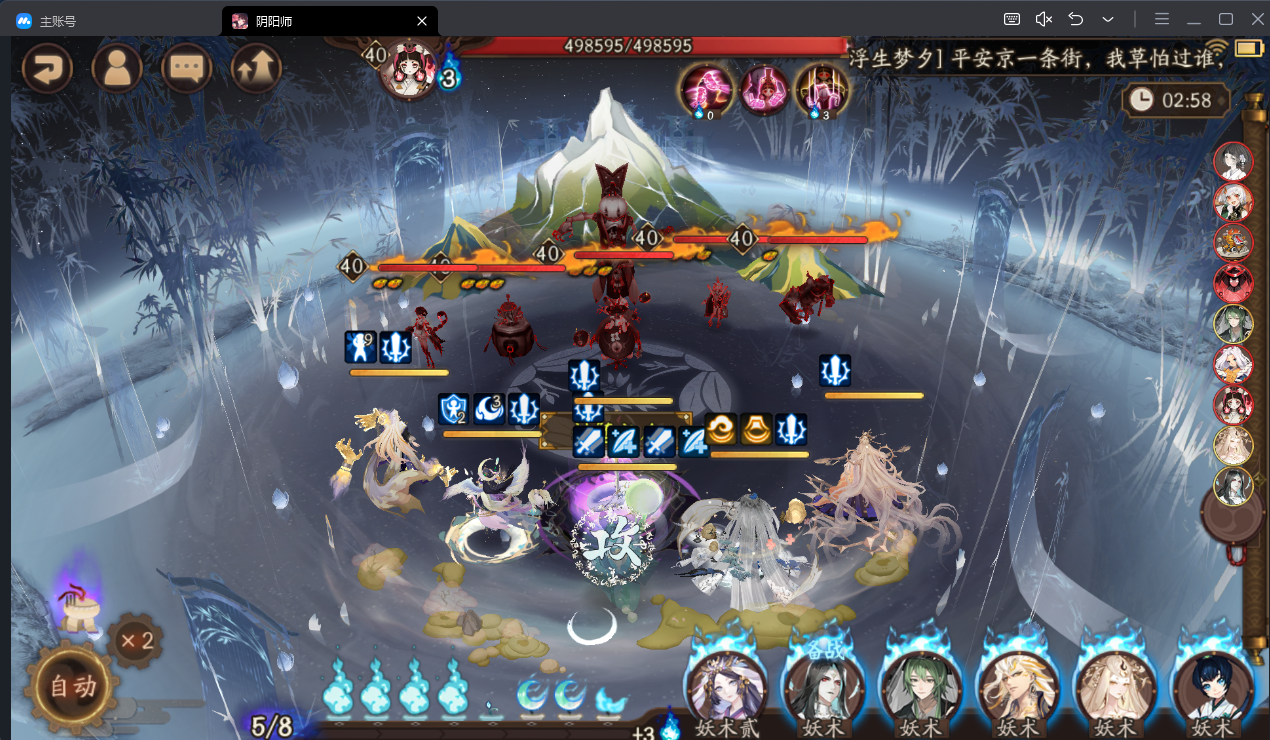 主账号
阴阳师
40
3
498595/498595
浮生梦夕] 平安京一条街，我草怕过谁,
0
3
02:58
40
40
40
40
40
9
2
3
攻
×2
自动
5/8
+3
备战
妖术贰
妖术
妖术
妖术
妖术
妖术